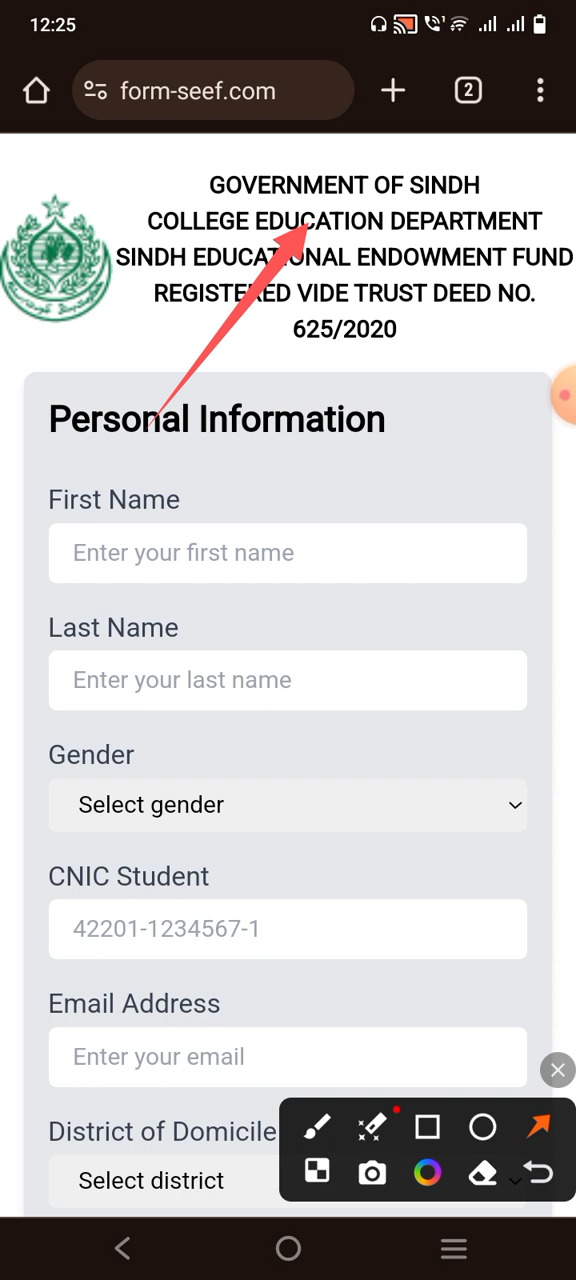 12:25
form-seef.com
2
GOVERNMENT OF SINDH
COLLEGE EDUCATION DEPARTMENT
SINDH EDUCATIONAL ENDOWMENT FUND
REGISTERED VIDE TRUST DEED NO.
625/2020
Personal Information
First Name
Enter your first name
Last Name
Enter your last name
Gender
Select gender
CNIC Student
42201-1234567-1
Email Address
Enter your email
District of Domicile
Select district